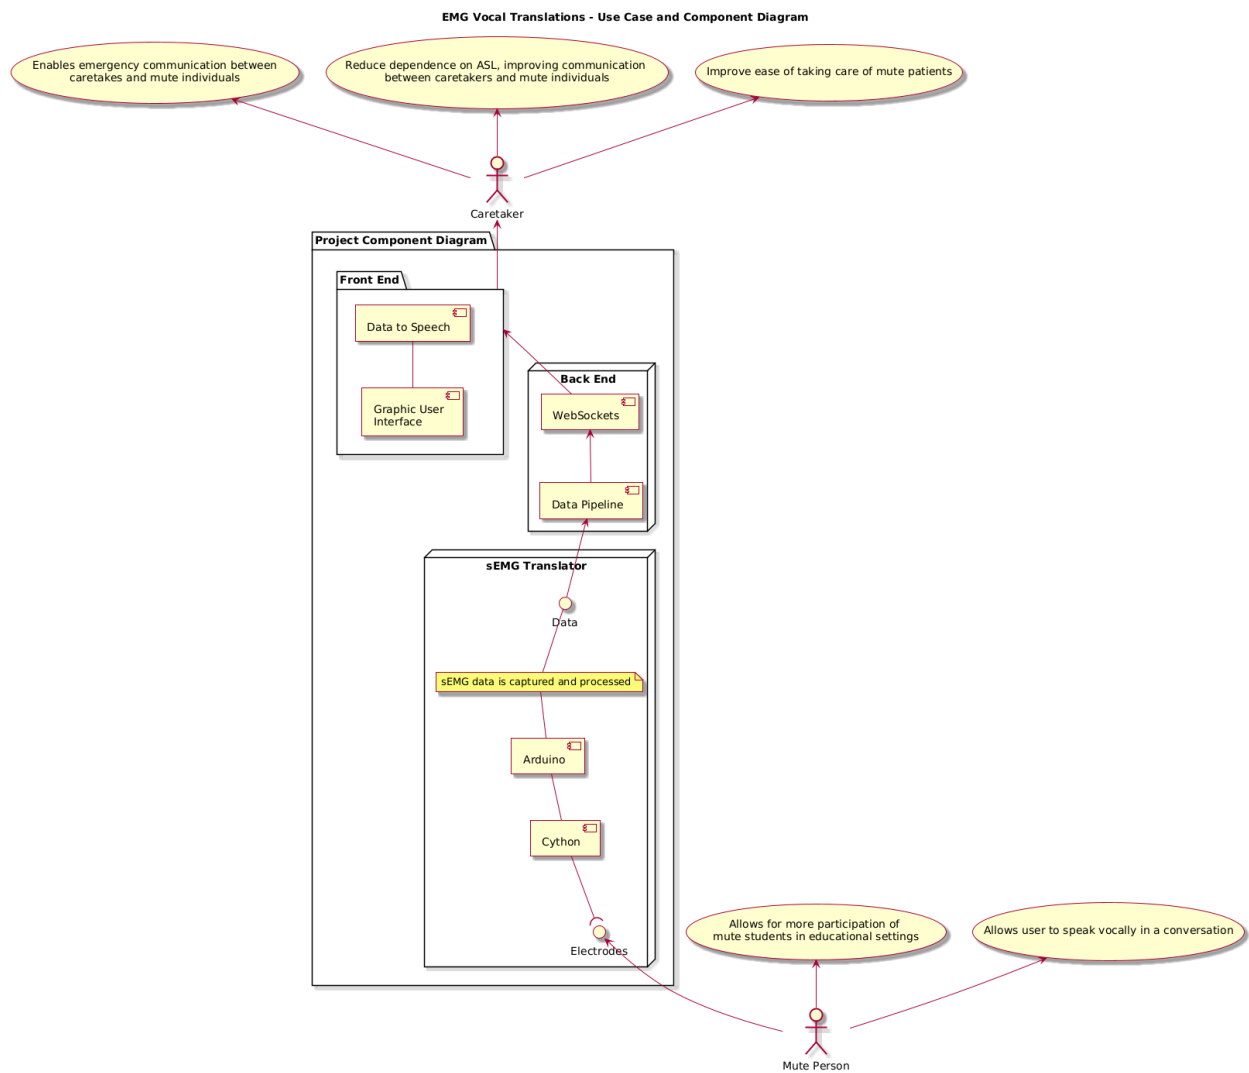 EMG Vocal Translations - Use Case and Component Diagram
Enables emergency communication between
caretakes and mute individuals
Reduce dependence on ASL, improving communication
between caretakers and mute individuals
Improve ease of taking care of mute patients
Caretaker
Project Component Diagram
Front End
Data to Speech
Graphic User
Interface
Back End
WebSockets
Data Pipeline
sEMG Translator
Data
sEMG data is captured and processed
Arduino
Cython
Electrodes
Allows for more participation of
mute students in educational settings
Allows user to speak vocally in a conversation
Mute Person